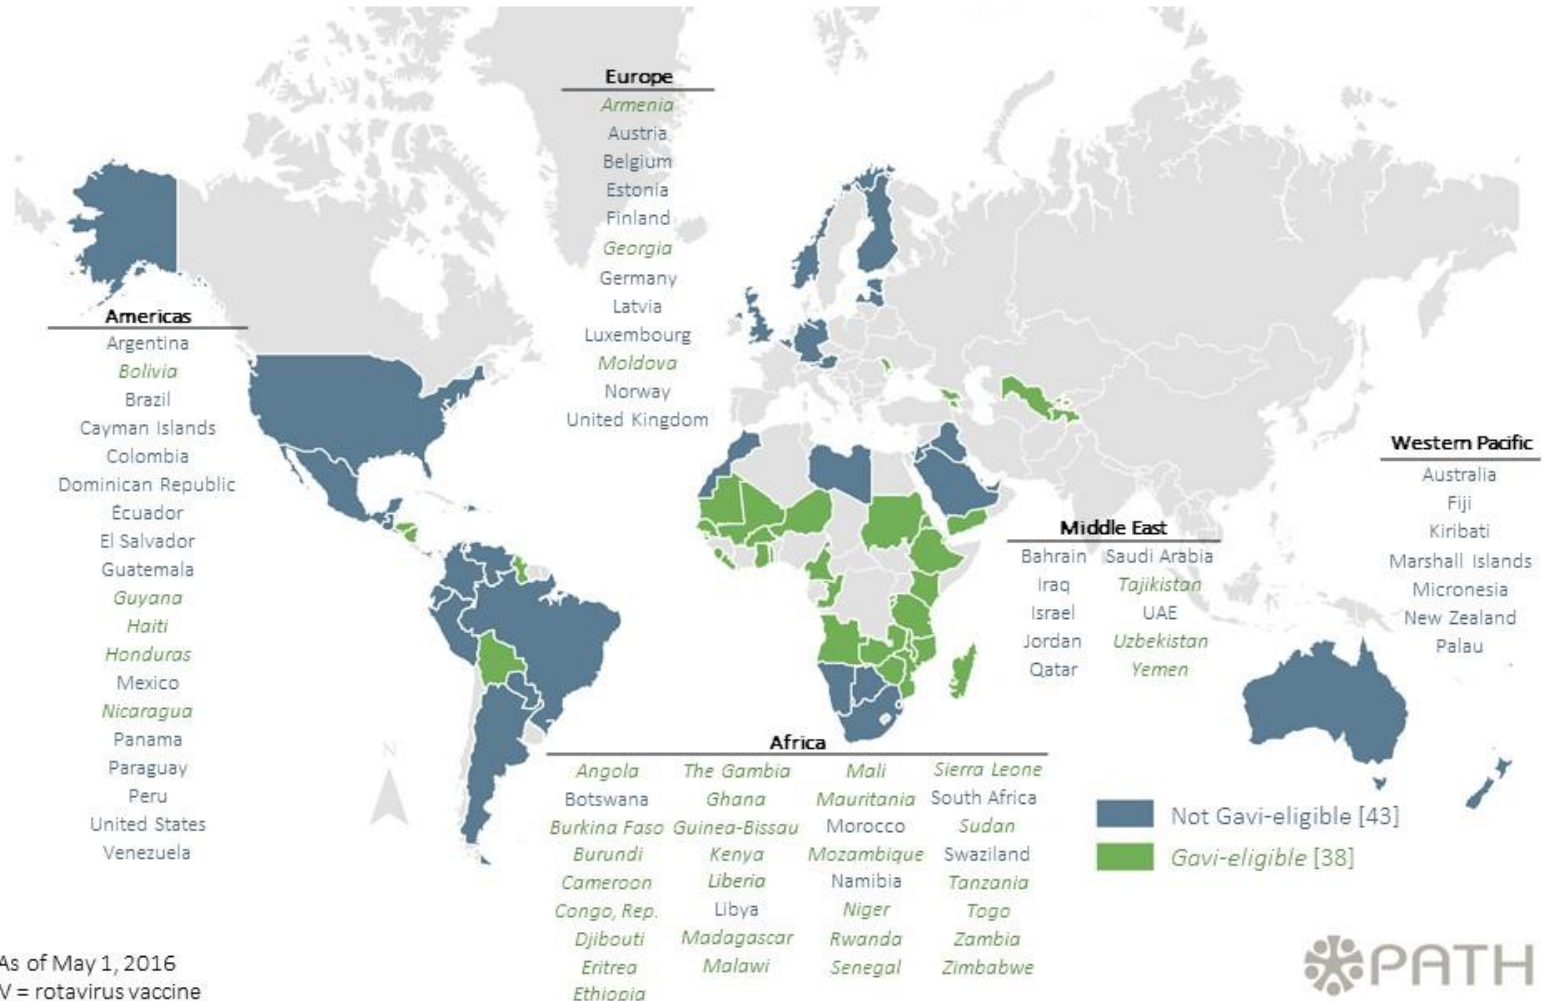 Europe
Armenia
Austria
Belgium
Estonia
Finland
Georgia
Germany
Latvia
Luxembourg
Moldova
Norway
United Kingdom
Americas
Argentina
Bolivia
Brazil
Cayman Islands
Colombia
Dominican Republic
Ecuador
El Salvador
Guatemala
Guyana
Haiti
Honduras
Mexico
Nicaragua
Panama
Paraguay
Peru
United States
Venezuela
Western Pacific
Australia
Fiji
Kiribati
Marshall Islands
Micronesia
New Zealand
Palau
Middle East
Bahrain Saudi Arabia
Iraq Tajikistan
Israel UAE
Jordan Uzbekistan
Qatar Yemen
N
Africa
Angola The Gambia Mali Sierra Leone
Botswana Ghana Mauritania South Africa
Burkina Faso Guinea-Bissau Morocco Sudan
Burundi Kenya Mozambique Swaziland
Cameroon Liberia Namibia Tanzania
Congo, Rep. Libya Niger Togo
Djibouti Madagascar Rwanda Zambia
Eritrea Malawi Senegal Zimbabwe
Ethiopia
Not Gavi-eligible [43]
Gavi-eligible [38]
As of May 1, 2016
V = rotavirus vaccine
PATH